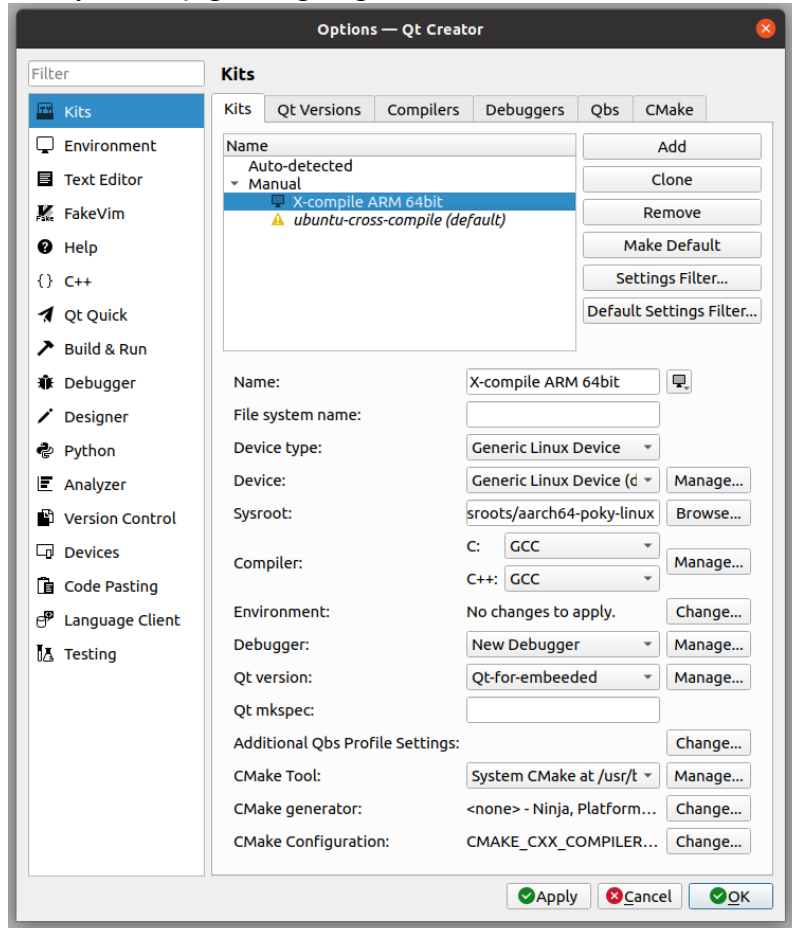 Options — Qt Creator
Filter
Kits
Environment
Text Editor
FakeVim
Help
{} C++
Qt Quick
Build & Run
Debugger
Designer
Python
Analyzer
Version Control
Devices
Code Pasting
Language Client
Testing
Kits
Kits Qt Versions Compilers Debuggers Qbs CMake
Name
Auto-detected
Manual
X-compile ARM 64bit
ubuntu-cross-compile (default)
Add
Clone
Remove
Make Default
Settings Filter...
Default Settings Filter...
Name: X-compile ARM 64bit
File system name:
Device type: Generic Linux Device
Device: Generic Linux Device (d Manage...
Sysroot: sroots/aarch64-poky-linux Browse...
Compiler: C: GCC Manage...
C++: GCC
Environment: No changes to apply. Change...
Debugger: New Debugger Manage...
Qt version: Qt-for-embeeded Manage...
Qt mkspec:
Additional Qbs Profile Settings: Change...
CMake Tool: System CMake at /usr/b Manage...
CMake generator: <none> - Ninja, Platform... Change...
CMake Configuration: CMAKE_CXX_COMPILER... Change...
Apply Cancel OK